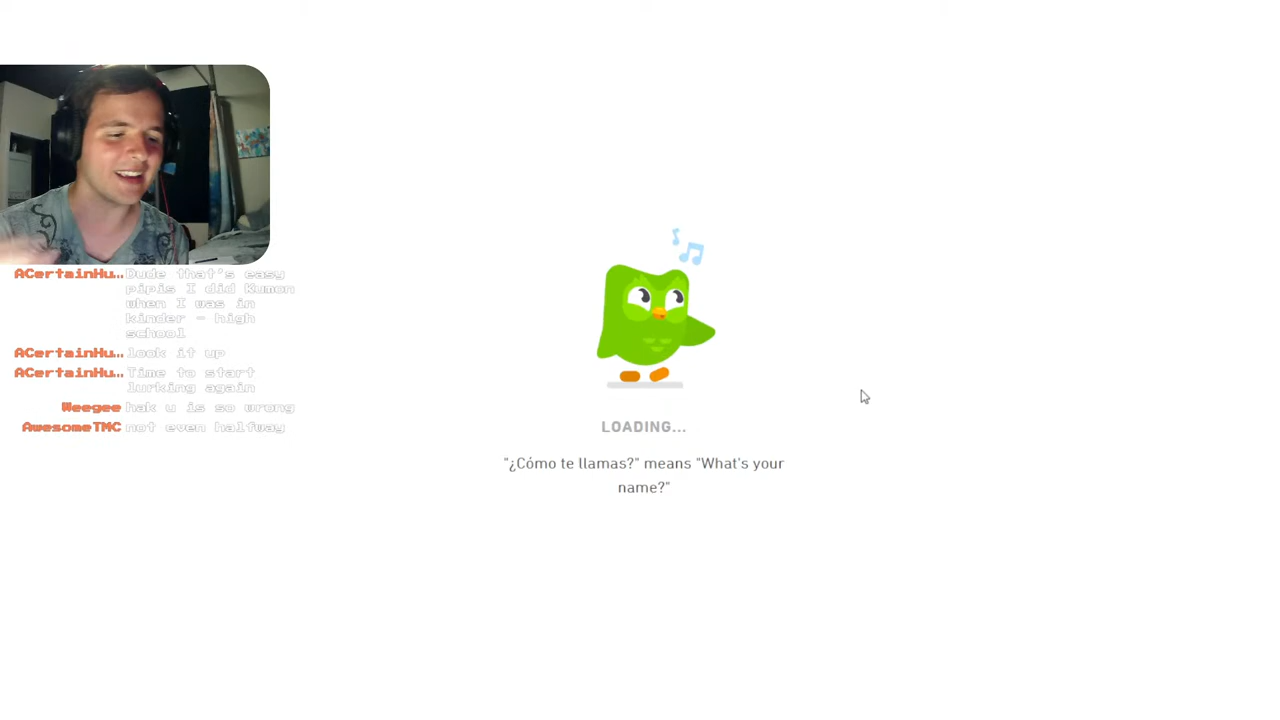 ACertainHu… Dude that's easy
pipis I did Kumon
when I was in
kinder - high
school
ACertainHu… look it up
ACertainHu… Time to start
lurking again
Weegee hak u is so wrong
AwesomeTMC not even halfway
LOADING...
"¿Cómo te llamas?" means "What's your
name?"